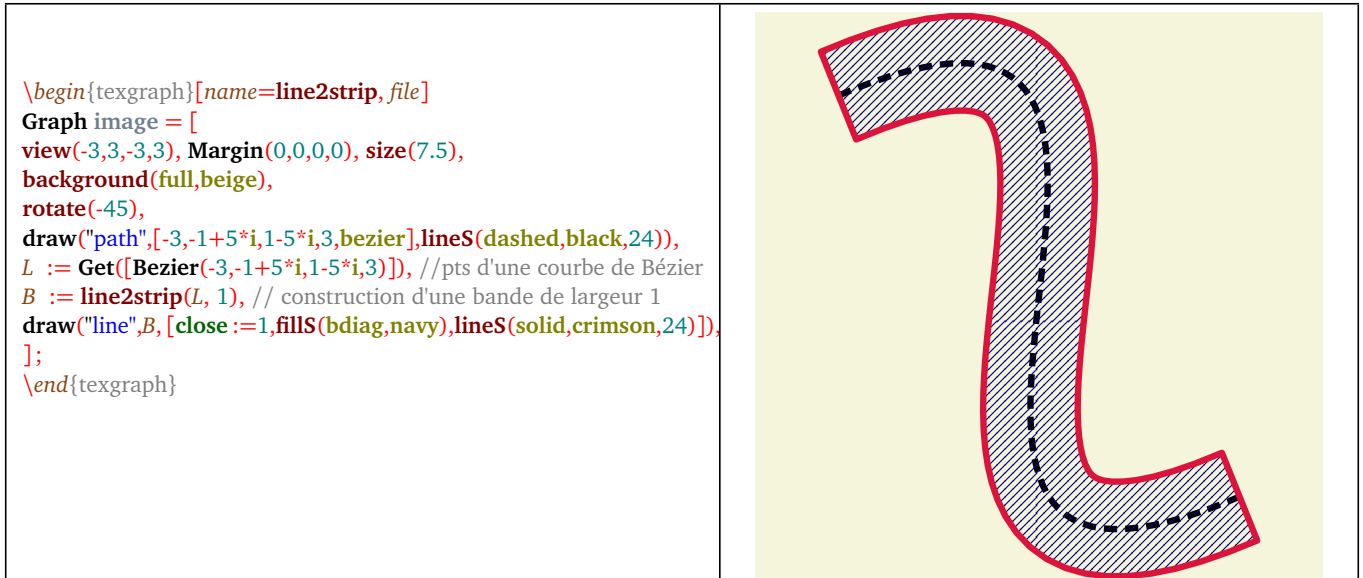 \begin{texgraph}[name=line2strip, file]
Graph image = [
view(-3,3,-3,3), Margin(0,0,0,0), size(7.5),
background(full,beige),
rotate(-45),
draw("path",[-3,-1+5*i,1-5*i,3,bezier],lineS(dashed,black,24)),
L := Get([Bezier(-3,-1+5*i,1-5*i,3)]), //pts d'une courbe de Bézier
B := line2strip(L, 1), // construction d'une bande de largeur 1
draw("line",B, [close:=1,fillS(bdiag,navy),lineS(solid,crimson,24)]),
];
\end{texgraph}